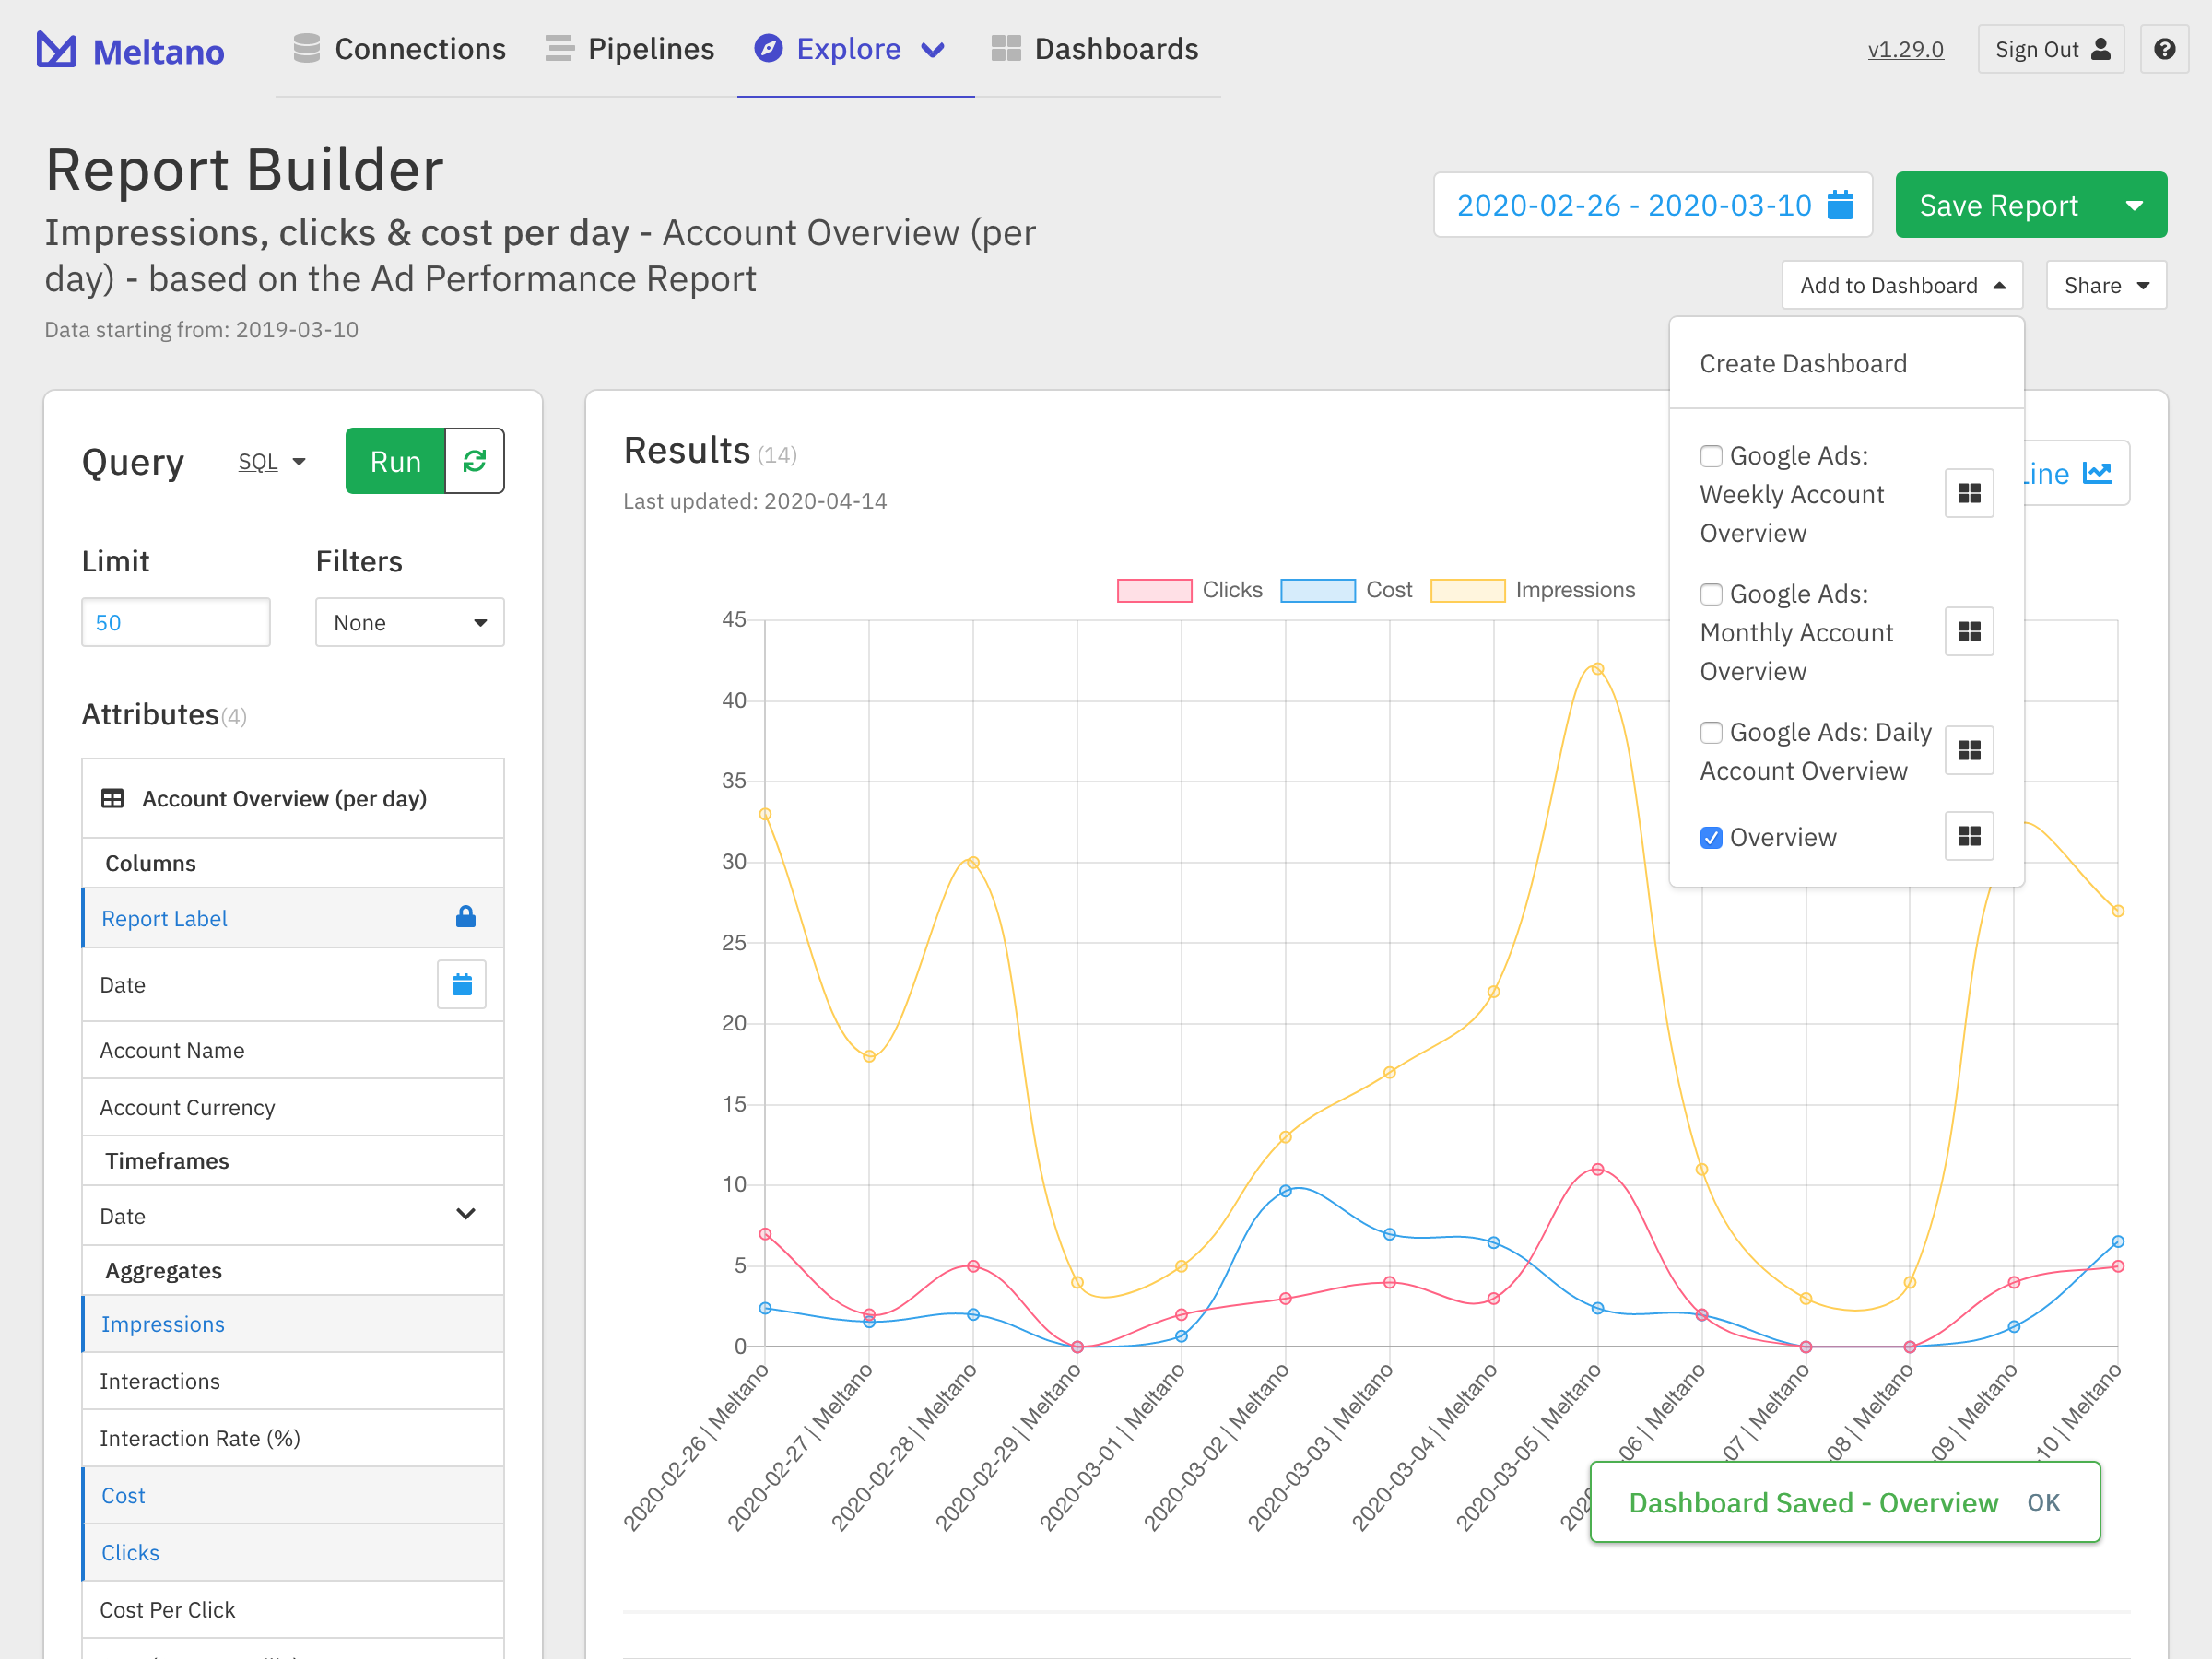 Meltano
Connections
Pipelines
Explore
Dashboards
v1.29.0
Sign Out
Report Builder
Impressions, clicks & cost per day - Account Overview (per
day) - based on the Ad Performance Report
Data starting from: 2019-03-10
2020-02-26 - 2020-03-10
Save Report
Add to Dashboard
Share
Create Dashboard
Google Ads:
Weekly Account
Overview
Google Ads:
Monthly Account
Overview
Google Ads: Daily
Account Overview
Overview
Query
SQL
Run
Limit
Filters
50
None
Attributes(4)
Account Overview (per day)
Columns
Report Label
Date
Account Name
Account Currency
Timeframes
Date
Aggregates
Impressions
Interactions
Interaction Rate (%)
Cost
Clicks
Cost Per Click
Results (14)
Last updated: 2020-04-14
Line
Clicks
Cost
Impressions
45
40
35
30
25
20
15
10
5
0
2020-02-26 | Meltano
2020-02-27 | Meltano
2020-02-28 | Meltano
2020-02-29 | Meltano
2020-03-01 | Meltano
2020-03-02 | Meltano
2020-03-03 | Meltano
2020-03-04 | Meltano
2020-03-05 | Meltano
06 | Meltano
07 | Meltano
08 | Meltano
09 | Meltano
10 | Meltano
Dashboard Saved - Overview
OK